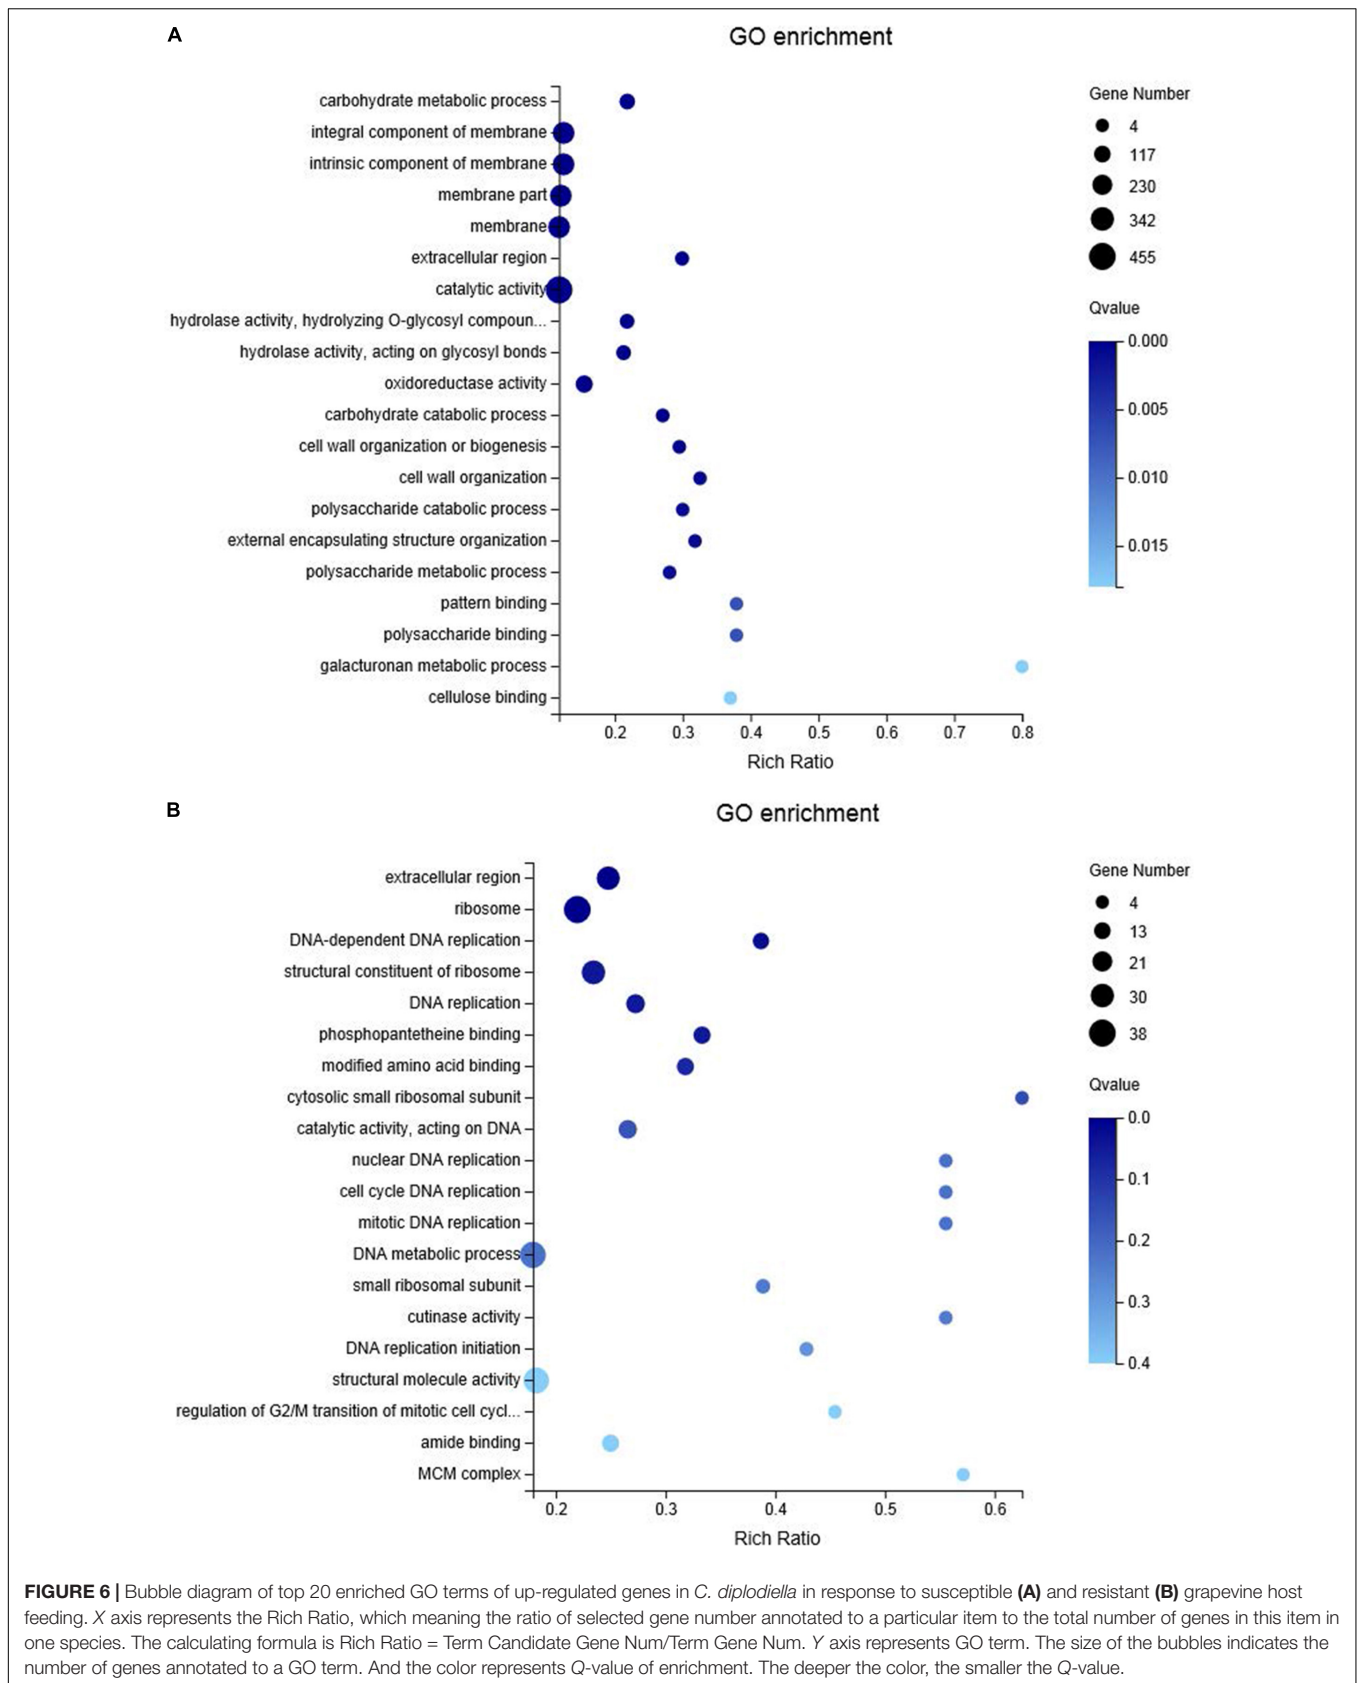 A
GO enrichment
carbohydrate metabolic process
integral component of membrane
intrinsic component of membrane
membrane part
membrane
extracellular region
catalytic activity
hydrolase activity, hydrolyzing O-glycosyl compoun...
hydrolase activity, acting on glycosyl bonds
oxidoreductase activity
carbohydrate catabolic process
cell wall organization or biogenesis
cell wall organization
polysaccharide catabolic process
external encapsulating structure organization
polysaccharide metabolic process
pattern binding
polysaccharide binding
galacturonan metabolic process
cellulose binding
0.2 0.3 0.4 0.5 0.6 0.7 0.8
Rich Ratio
Gene Number
4
117
230
342
455
Qvalue
0.000
0.005
0.010
0.015
B
GO enrichment
extracellular region
ribosome
DNA-dependent DNA replication
structural constituent of ribosome
DNA replication
phosphopantetheine binding
modified amino acid binding
cytosolic small ribosomal subunit
catalytic activity, acting on DNA
nuclear DNA replication
cell cycle DNA replication
mitotic DNA replication
DNA metabolic process
small ribosomal subunit
cutinase activity
DNA replication initiation
structural molecule activity
regulation of G2/M transition of mitotic cell cycl...
amide binding
MCM complex
0.2 0.3 0.4 0.5 0.6
Rich Ratio
Gene Number
4
13
21
30
38
Qvalue
0.0
0.1
0.2
0.3
0.4
FIGURE 6 | Bubble diagram of top 20 enriched GO terms of up-regulated genes in C. diplodiella in response to susceptible (A) and resistant (B) grapevine host
feeding. X axis represents the Rich Ratio, which meaning the ratio of selected gene number annotated to a particular item to the total number of genes in this item in
one species. The calculating formula is Rich Ratio = Term Candidate Gene Num/Term Gene Num. Y axis represents GO term. The size of the bubbles indicates the
number of genes annotated to a GO term. And the color represents Q-value of enrichment. The deeper the color, the smaller the Q-value.